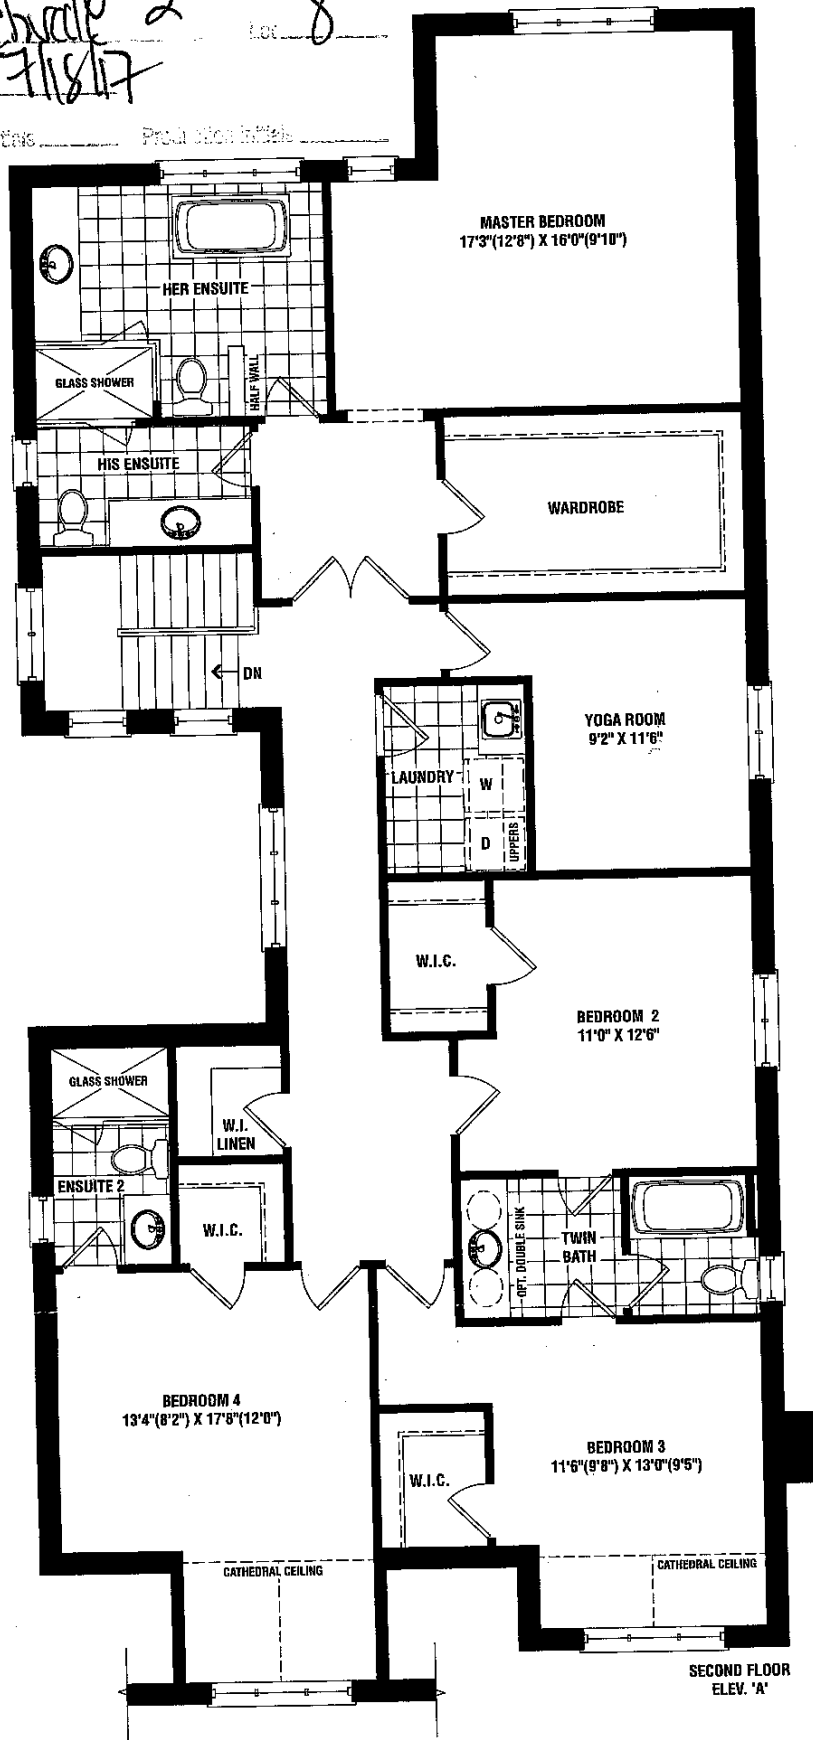 2 Lot 8
7/18/17
Production Initials
MASTER BEDROOM
17'3"(12'8") X 16'0"(9'10")
HER ENSUITE
GLASS SHOWER
HALF WALL
HIS ENSUITE
WARDROBE
DN
YOGA ROOM
9'2" X 11'6"
LAUNDRY
W
D
UPPERS
W.I.C.
BEDROOM 2
11'0" X 12'6"
GLASS SHOWER
W.I.
LINEN
ENSUITE 2
W.I.C.
OPT. DOUBLE SINK
TWIN
BATH
BEDROOM 4
13'4"(8'2") X 17'8"(12'0")
BEDROOM 3
11'6"(9'8") X 13'0"(9'5")
W.I.C.
CATHEDRAL CEILING
CATHEDRAL CEILING
SECOND FLOOR
ELEV. 'A'